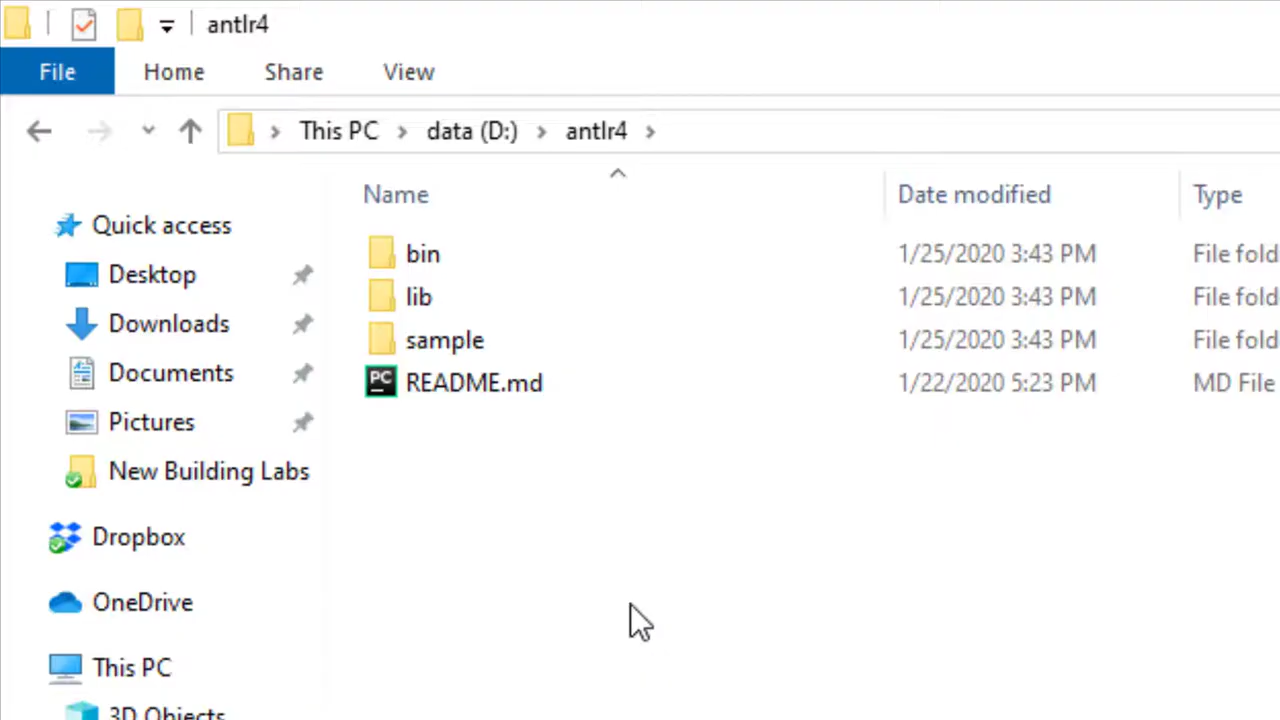 antlr4
File Home Share View
This PC data (D:) antlr4
Name Date modified Type
Quick access
Desktop
Downloads
Documents
Pictures
New Building Labs
Dropbox
OneDrive
This PC
3D Objects
bin 1/25/2020 3:43 PM File fold
lib 1/25/2020 3:43 PM File fold
sample 1/25/2020 3:43 PM File fold
PC README.md 1/22/2020 5:23 PM MD File